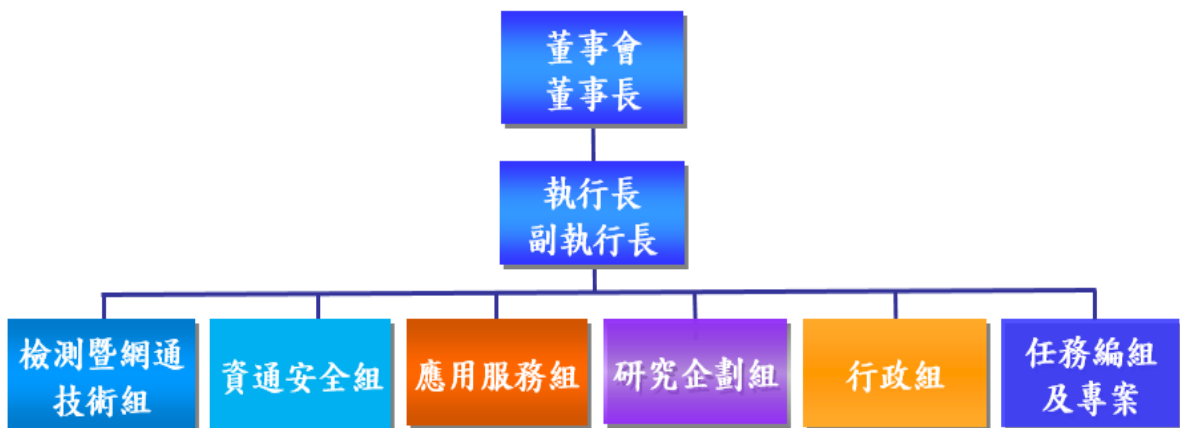 董事會
董事長
執行長
副執行長
檢測暨網通
技術組
資通安全組
應用服務組
研究企劃組
行政組
任務編組
及專案